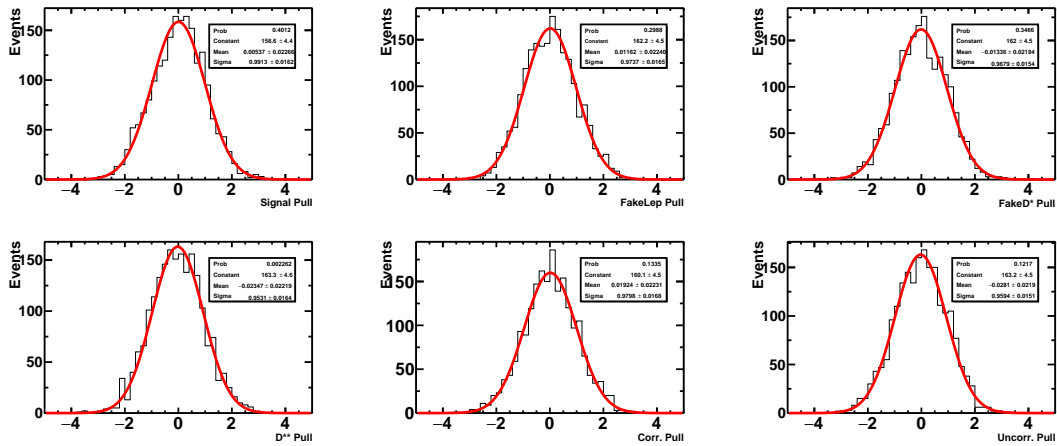 Events
150
100
50
0
−4 −2 0 2 4
Signal Pull
Prob 0.4012
Constant 158.6 ± 4.4
Mean 0.00537 ± 0.02266
Sigma 0.9913 ± 0.0162
Events
150
100
50
0
−4 −2 0 2 4
FakeLep Pull
Prob 0.2988
Constant 162.2 ± 4.5
Mean 0.01162 ± 0.02240
Sigma 0.9737 ± 0.0165
Events
150
100
50
0
−4 −2 0 2 4
FakeD* Pull
Prob 0.3466
Constant 162 ± 4.5
Mean −0.01336 ± 0.02194
Sigma 0.9679 ± 0.0154
Events
150
100
50
0
−4 −2 0 2 4
D** Pull
Prob 0.002262
Constant 163.3 ± 4.6
Mean −0.02347 ± 0.02219
Sigma 0.9531 ± 0.0164
Events
150
100
50
0
−4 −2 0 2 4
Corr. Pull
Prob 0.1335
Constant 160.1 ± 4.5
Mean 0.01924 ± 0.02231
Sigma 0.9798 ± 0.0168
Events
150
100
50
0
−4 −2 0 2 4
Uncorr. Pull
Prob 0.1217
Constant 163.2 ± 4.5
Mean −0.0281 ± 0.0219
Sigma 0.9594 ± 0.0151